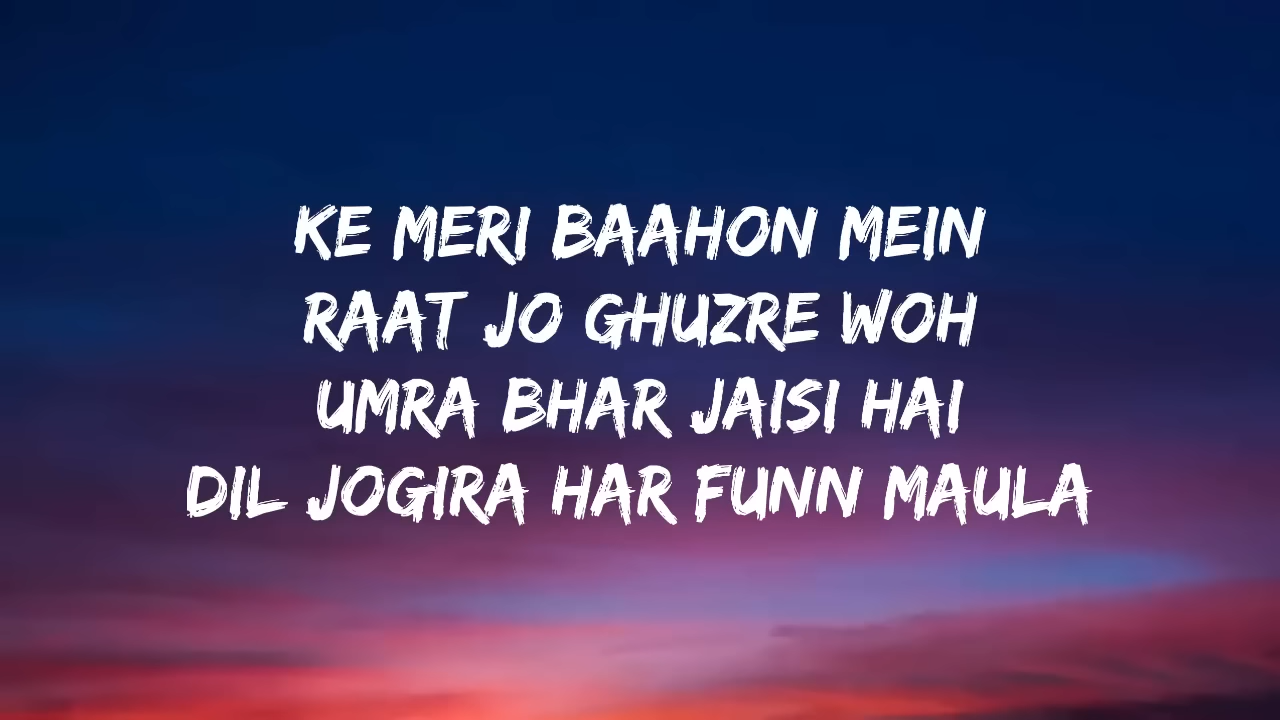 KE MERI BAAHON MEIN
RAAT JO GHUZRE WOH
UMRA BHAR JAISI HAI
DIL JOGIRA HAR FUNN MAULA